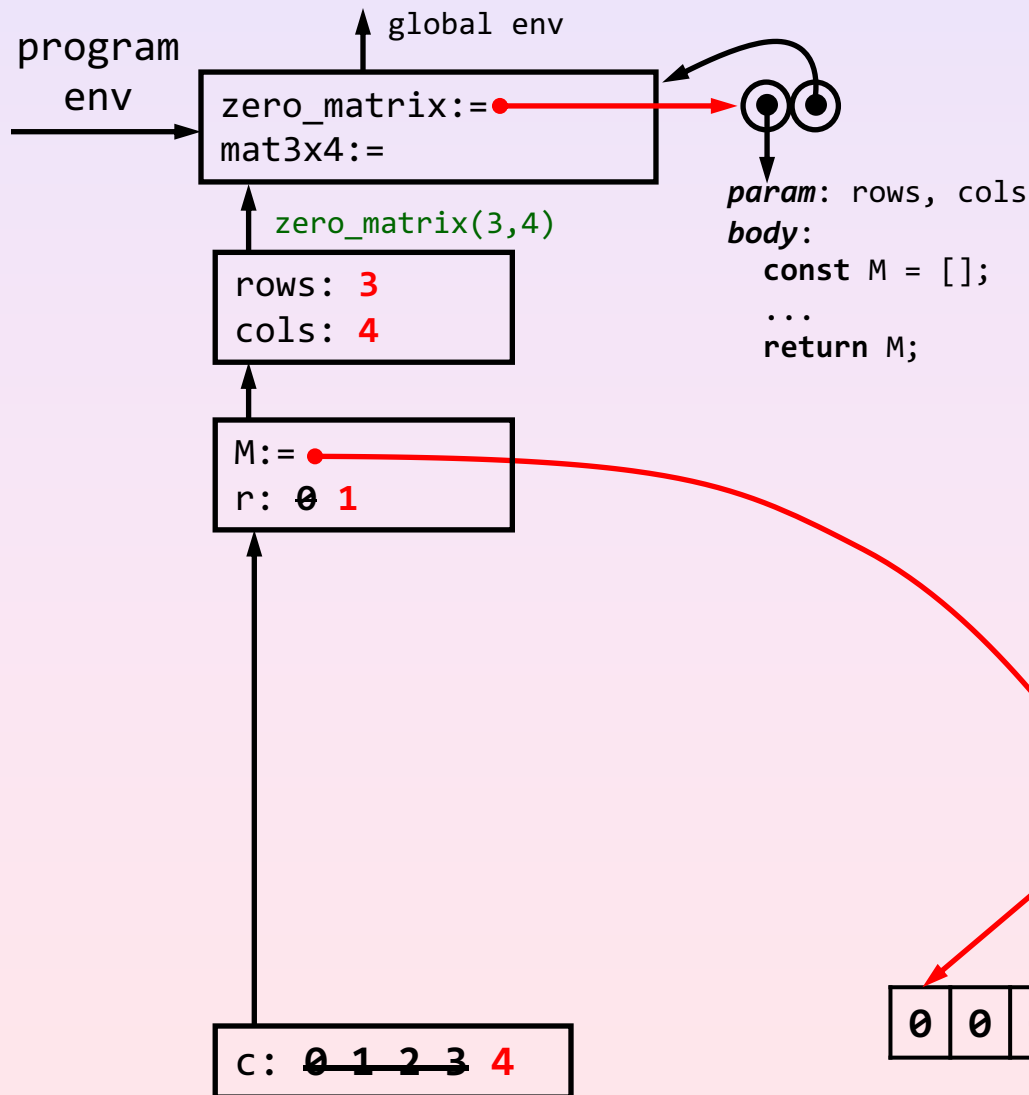 global env
program
env
zero_matrix:=
mat3x4:=
param: rows, cols
body:
const M = [];
...
return M;
zero_matrix(3,4)
rows: 3
cols: 4
M:=
r: 0 1
0 0
c: 0 1 2 3 4